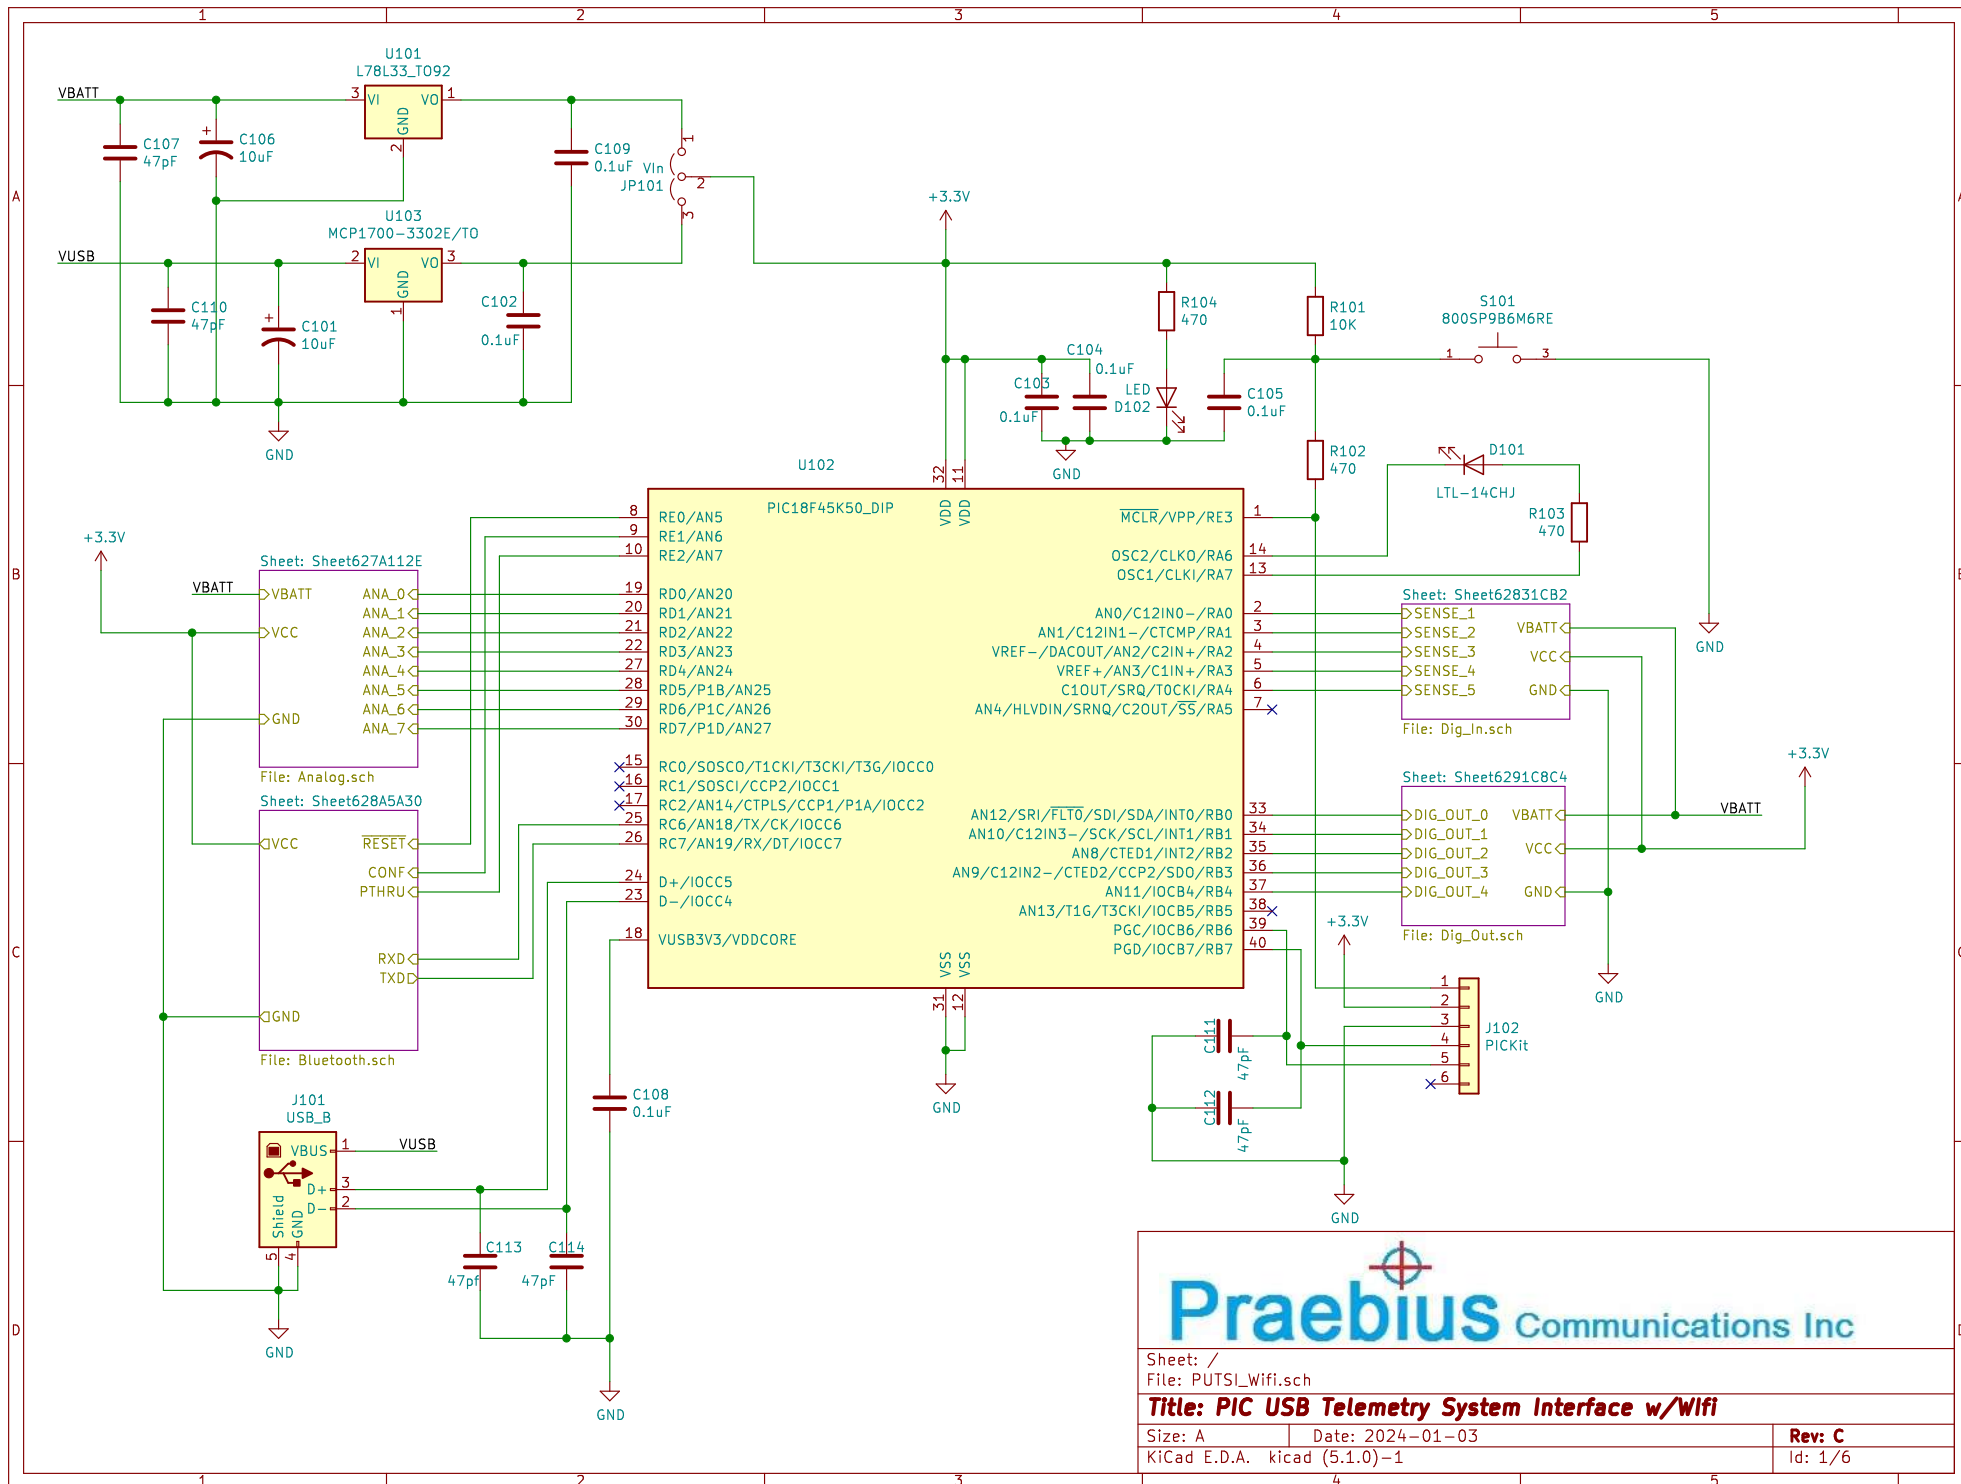 1 2 3 4 5
A
B
C
D
U101
L78L33_TO92
VBATT
3 VI VO 1
GND
2
C107
47pF
+
C106
10uF
C109
0.1uF
VIn
JP101
1
2
3
U103
MCP1700-3302E/TO
VUSB
2 VI VO 3
GND
1
C110
47pF
+
C101
10uF
C102
0.1uF
GND
+3.3V
R104
470
R101
10K
S101
800SP9B6M6RE
1 3
C104
0.1uF
C103
0.1uF
LED
D102
C105
0.1uF
GND
R102
470
D101
LTL-14CHJ
R103
470
GND
U102
PIC18F45K50_DIP
32 11
VDD VDD
8 RE0/AN5
9 RE1/AN6
10 RE2/AN7
19 RD0/AN20
20 RD1/AN21
21 RD2/AN22
22 RD3/AN23
27 RD4/AN24
28 RD5/P1B/AN25
29 RD6/P1C/AN26
30 RD7/P1D/AN27
15 RC0/SOSCO/T1CKI/T3CKI/T3G/IOCC0
16 RC1/SOSCI/CCP2/IOCC1
17 RC2/AN14/CTPLS/CCP1/P1A/IOCC2
25 RC6/AN18/TX/CK/IOCC6
26 RC7/AN19/RX/DT/IOCC7
24 D+/IOCC5
23 D-/IOCC4
18 VUSB3V3/VDDCORE
MCLR/VPP/RE3 1
OSC2/CLKO/RA6 14
OSC1/CLKI/RA7 13
AN0/C12IN0-/RA0 2
AN1/C12IN1-/CTCMP/RA1 3
VREF-/DACOUT/AN2/C2IN+/RA2 4
VREF+/AN3/C1IN+/RA3 5
C1OUT/SRQ/T0CKI/RA4 6
AN4/HLVDIN/SRNQ/C2OUT/SS/RA5 7
AN12/SRI/FLT0/SDI/SDA/INT0/RB0 33
AN10/C12IN3-/SCK/SCL/INT1/RB1 34
AN8/CTED1/INT2/RB2 35
AN9/C12IN2-/CTED2/CCP2/SDO/RB3 36
AN11/IOCB4/RB4 37
AN13/T1G/T3CKI/IOCB5/RB5 38
PGC/IOCB6/RB6 39
PGD/IOCB7/RB7 40
VSS VSS
31 12
GND
+3.3V
Sheet: Sheet627A112E
VBATT
VBATT
VCC
GND
ANA_0
ANA_1
ANA_2
ANA_3
ANA_4
ANA_5
ANA_6
ANA_7
File: Analog.sch
Sheet: Sheet628A5A30
VCC
GND
RESET
CONF
PTHRU
RXD
TXD
File: Bluetooth.sch
Sheet: Sheet62831CB2
SENSE_1
SENSE_2
SENSE_3
SENSE_4
SENSE_5
VBATT
VCC
GND
File: Dig_In.sch
Sheet: Sheet6291C8C4
DIG_OUT_0
DIG_OUT_1
DIG_OUT_2
DIG_OUT_3
DIG_OUT_4
VBATT
VCC
GND
File: Dig_Out.sch
VBATT
+3.3V
GND
+3.3V
1
2
3
4
5
6
J102
PICKit
C111
47pF
C112
47pF
GND
C108
0.1uF
J101
USB_B
VBUS 1
VUSB
D+ 3
D- 2
Shield
GND
5 4
GND
C113
47pf
C114
47pF
GND
Praebius Communications Inc
Sheet: /
File: PUTSI_Wifi.sch
Title: PIC USB Telemetry System Interface w/WIfi
Size: A Date: 2024-01-03 Rev: C
KiCad E.D.A. kicad (5.1.0)-1 Id: 1/6
1 2 3 4 5